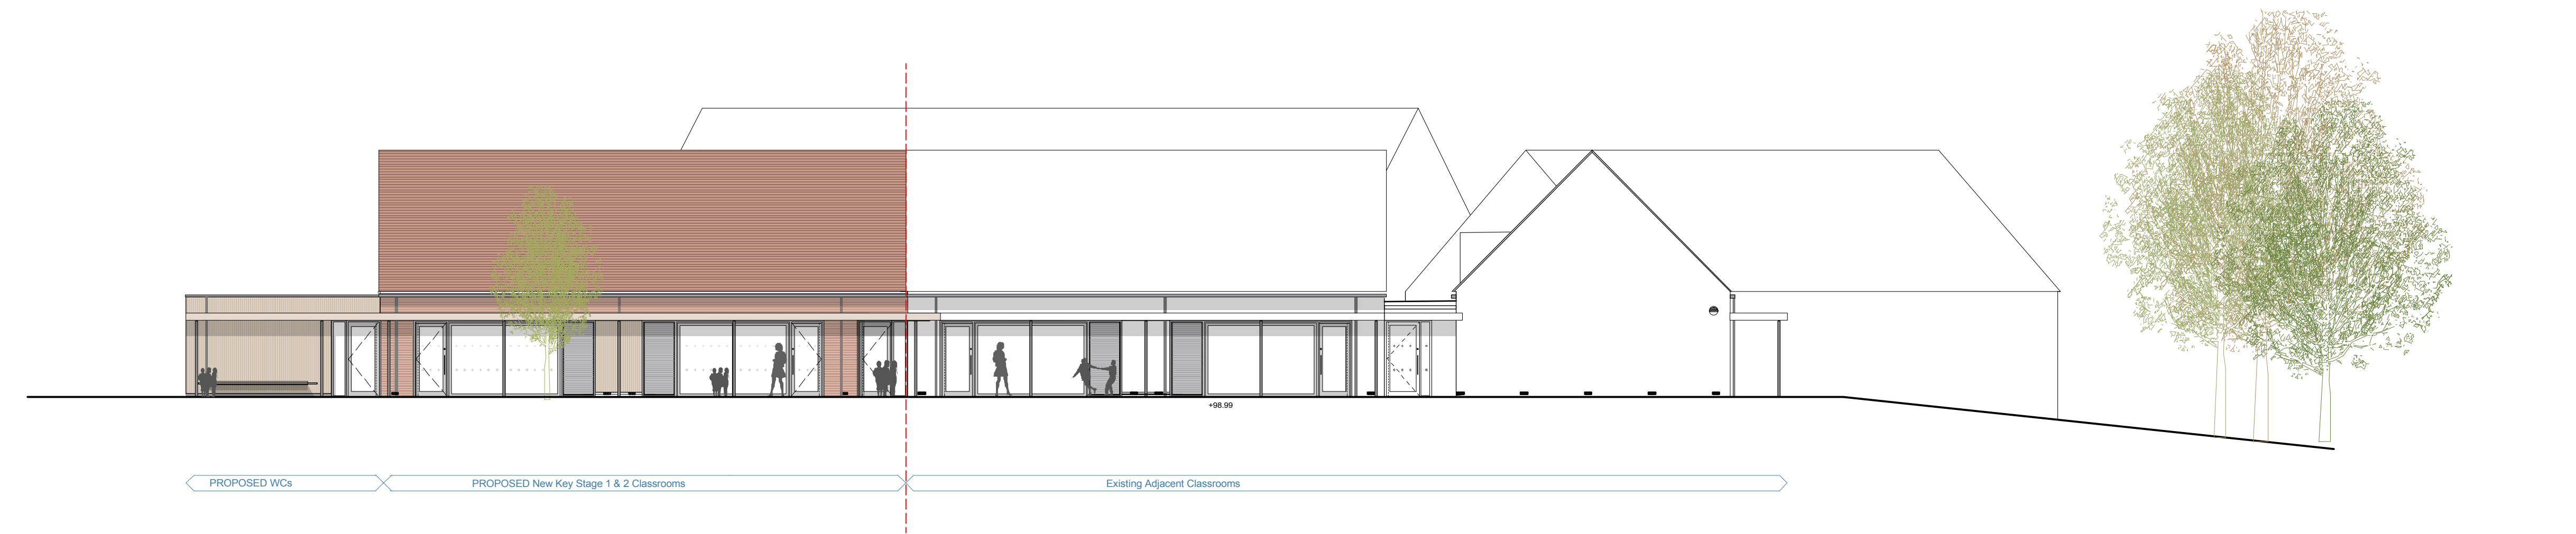 +98.99
PROPOSED WCs
PROPOSED New Key Stage 1 & 2 Classrooms
Existing Adjacent Classrooms